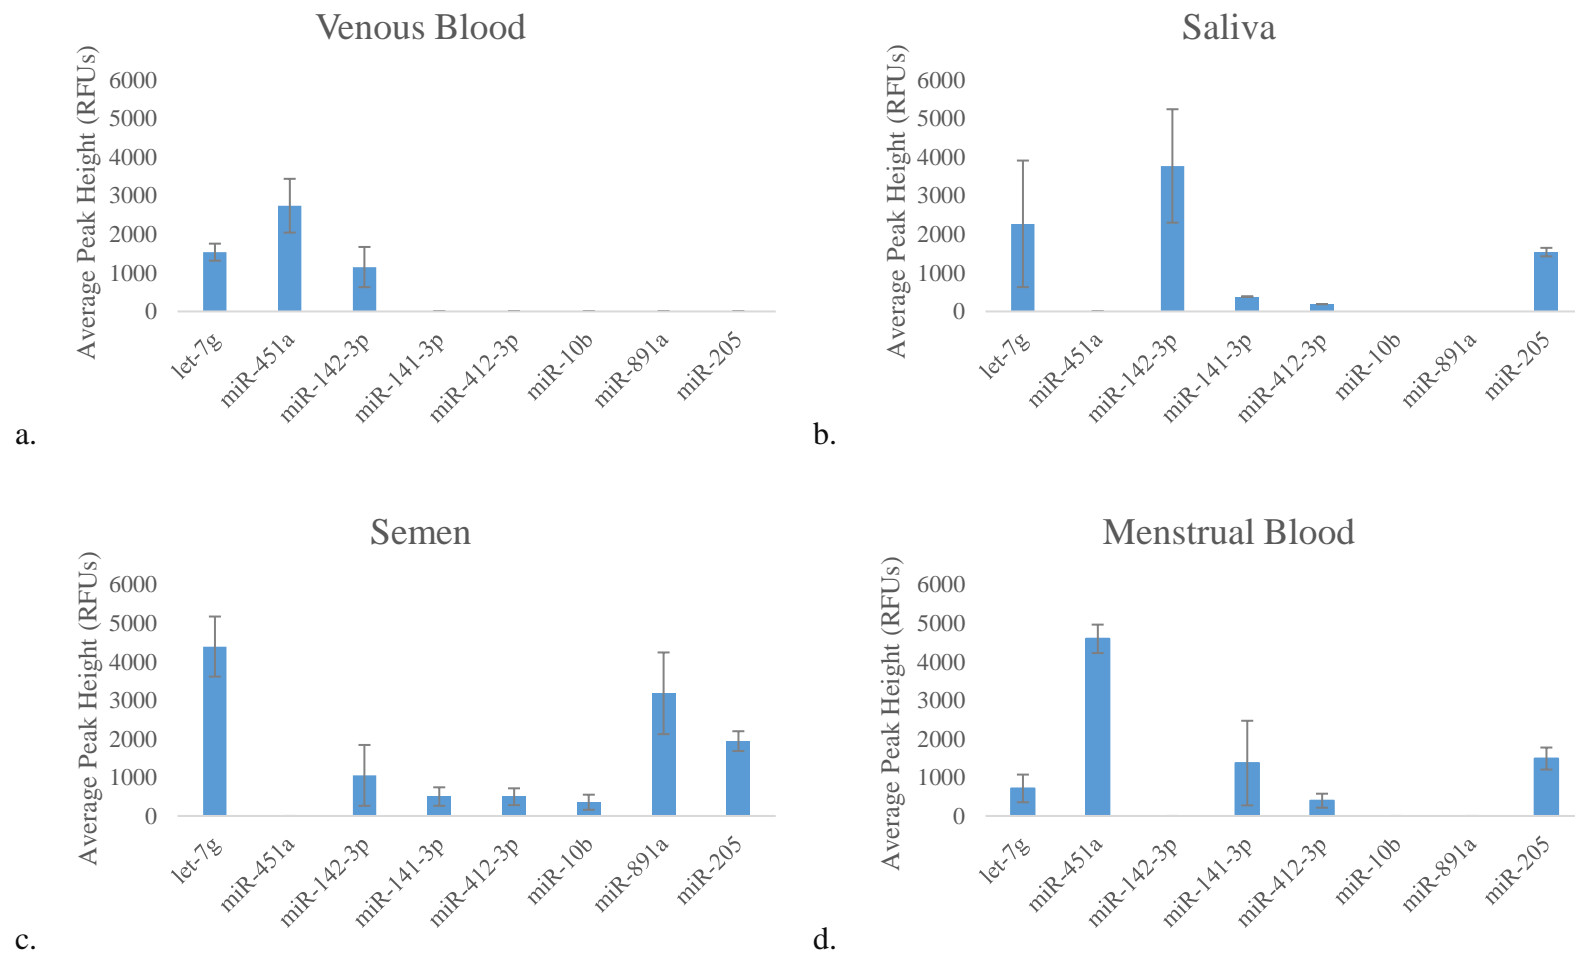 Venous Blood
Average Peak Height (RFUs)
6000
5000
4000
3000
2000
1000
0
let-7g
miR-451a
miR-142-3p
miR-141-3p
miR-412-3p
miR-10b
miR-891a
miR-205
a.
Saliva
Average Peak Height (RFUs)
6000
5000
4000
3000
2000
1000
0
let-7g
miR-451a
miR-142-3p
miR-141-3p
miR-412-3p
miR-10b
miR-891a
miR-205
b.
Semen
Average Peak Height (RFUs)
6000
5000
4000
3000
2000
1000
0
let-7g
miR-451a
miR-142-3p
miR-141-3p
miR-412-3p
miR-10b
miR-891a
miR-205
c.
Menstrual Blood
Average Peak Height (RFUs)
6000
5000
4000
3000
2000
1000
0
let-7g
miR-451a
miR-142-3p
miR-141-3p
miR-412-3p
miR-10b
miR-891a
miR-205
d.